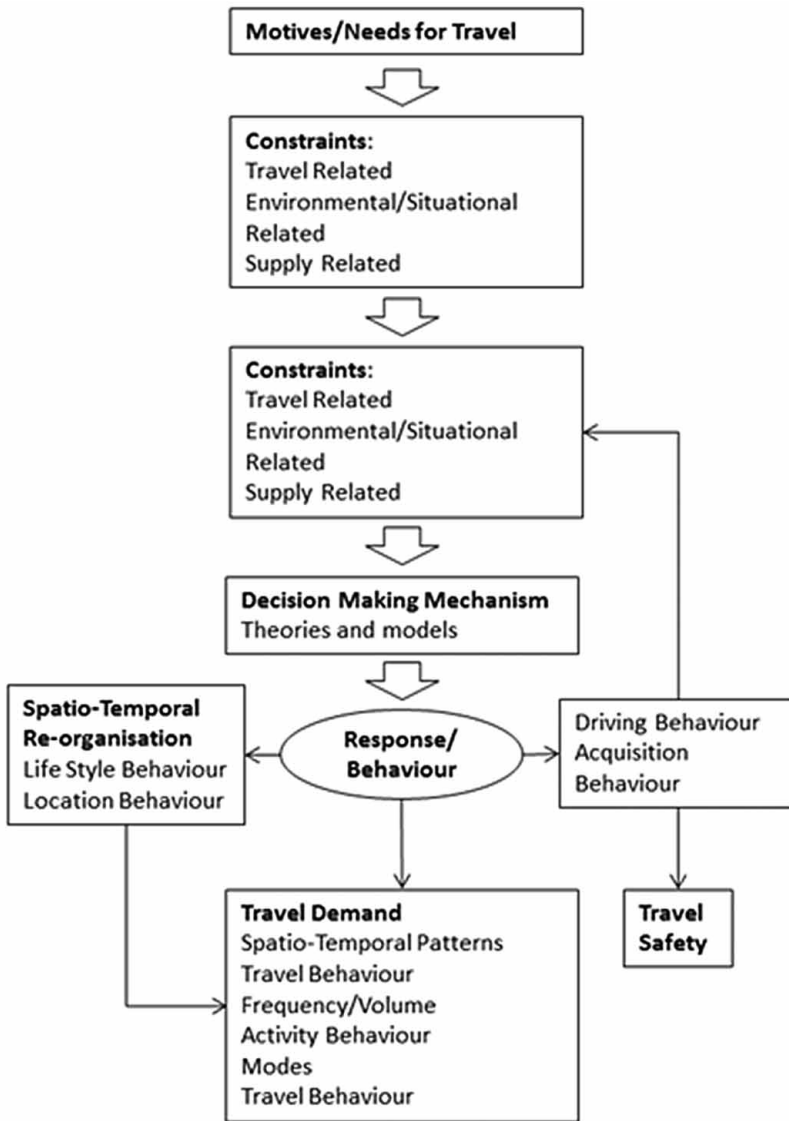 Motives/Needs for Travel
Constraints:
Travel Related
Environmental/Situational
Related
Supply Related
Constraints:
Travel Related
Environmental/Situational
Related
Supply Related
Decision Making Mechanism
Theories and models
Spatio-Temporal
Re-organisation
Life Style Behaviour
Location Behaviour
Response/
Behaviour
Driving Behaviour
Acquisition
Behaviour
Travel Demand
Spatio-Temporal Patterns
Travel Behaviour
Frequency/Volume
Activity Behaviour
Modes
Travel Behaviour
Travel
Safety